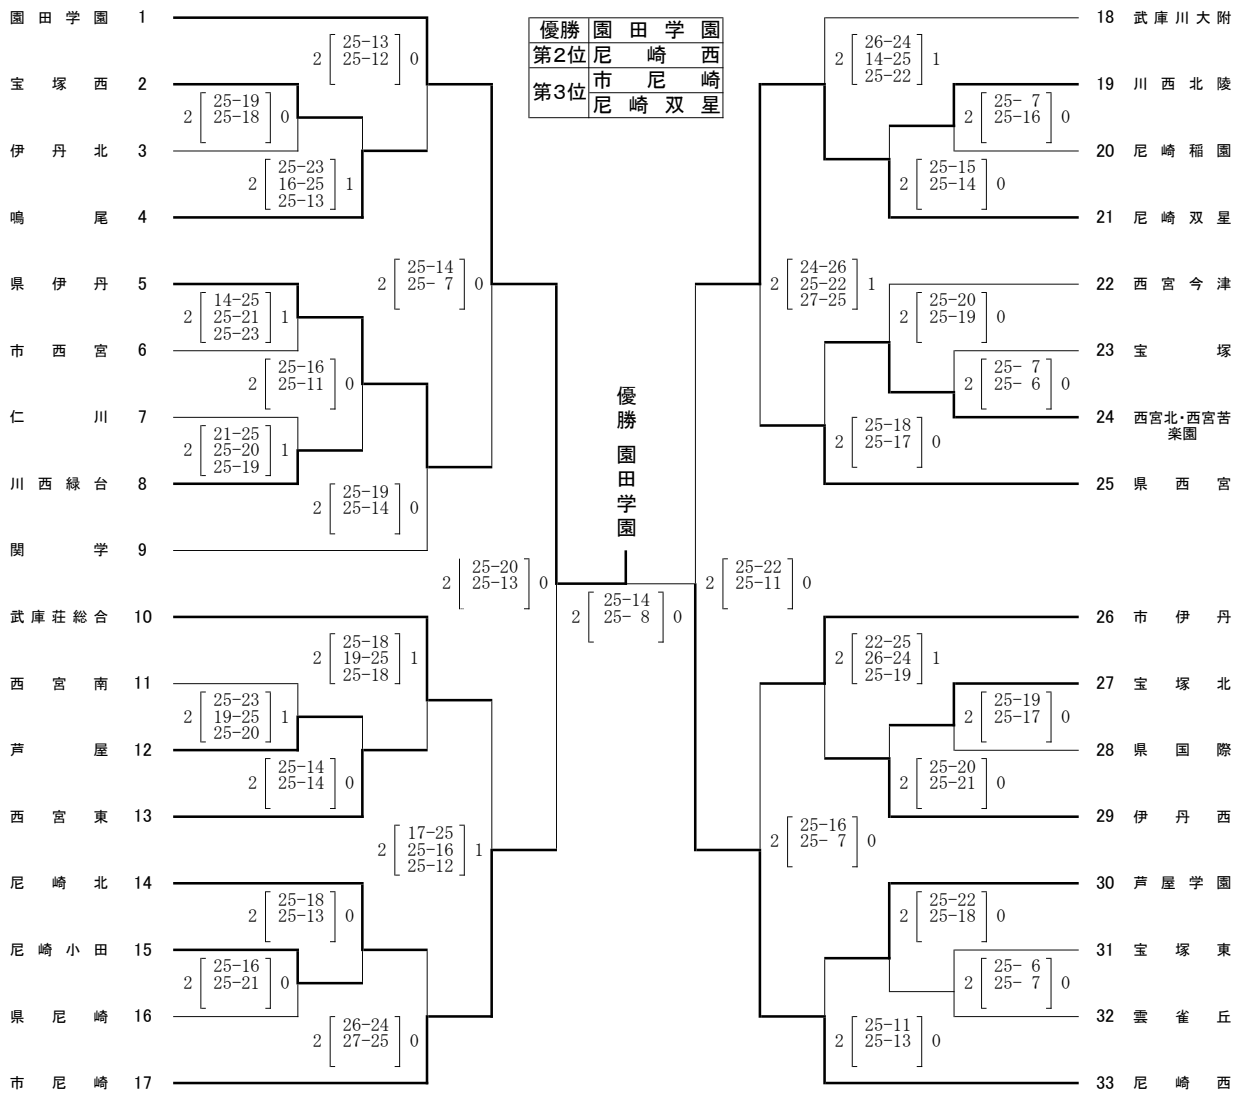 優勝 園田学園
第2位 尼崎西
第3位 市尼崎
尼崎双星
園田学園 1
2 [25-13 25-12] 0
宝塚西 2
2 [25-19 25-18] 0
伊丹北 3
2 [25-23 16-25 25-13] 1
鳴尾 4
2 [25-14 25- 7] 0
県伊丹 5
2 [14-25 25-21 25-23] 1
市西宮 6
2 [25-16 25-11] 0
仁川 7
2 [21-25 25-20 25-19] 1
川西緑台 8
2 [25-19 25-14] 0
関学 9
2 [25-20 25-13] 0
武庫荘総合 10
2 [25-18 19-25 25-18] 1
西宮南 11
2 [25-23 19-25 25-20] 1
芦屋 12
2 [25-14 25-14] 0
西宮東 13
2 [17-25 25-16 25-12] 1
尼崎北 14
2 [25-18 25-13] 0
尼崎小田 15
2 [25-16 25-21] 0
県尼崎 16
2 [26-24 27-25] 0
市尼崎 17
優勝 園田学園
2 [25-14 25- 8] 0
18 武庫川大附
2 [26-24 14-25 25-22] 1
19 川西北陵
2 [25- 7 25-16] 0
20 尼崎稲園
2 [25-15 25-14] 0
21 尼崎双星
2 [24-26 25-22 27-25] 1
22 西宮今津
2 [25-20 25-19] 0
23 宝塚
2 [25- 7 25- 6] 0
24 西宮北・西宮苦
楽園
2 [25-18 25-17] 0
25 県西宮
2 [25-22 25-11] 0
26 市伊丹
2 [22-25 26-24 25-19] 1
27 宝塚北
2 [25-19 25-17] 0
28 県国際
2 [25-20 25-21] 0
29 伊丹西
2 [25-16 25- 7] 0
30 芦屋学園
2 [25-22 25-18] 0
31 宝塚東
2 [25- 6 25- 7] 0
32 雲雀丘
2 [25-11 25-13] 0
33 尼崎西